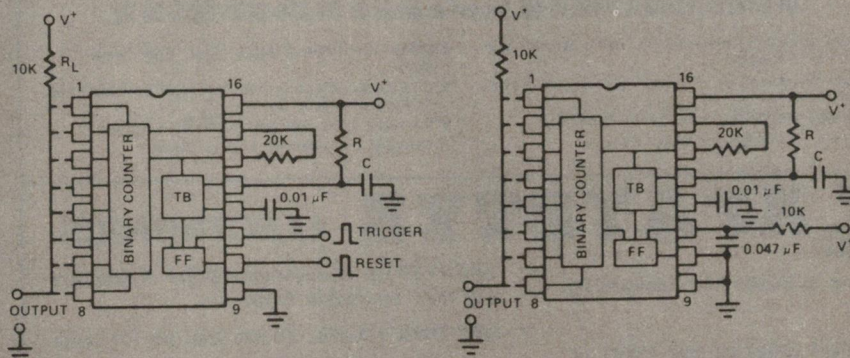 V+
10K
RL
1
16
V+
BINARY COUNTER
20K
R
C
TB
0.01 µF
TRIGGER
FF
RESET
OUTPUT
8
9
V+
10K
1
16
V+
BINARY COUNTER
20K
R
C
TB
0.01 µF
10K
FF
0.047 µF
OUTPUT
8
9